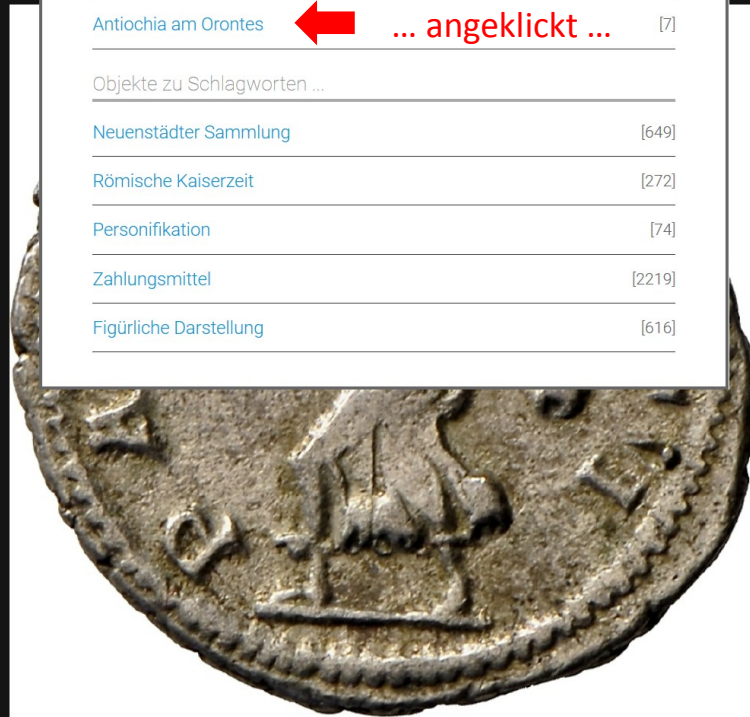 Antiochia am Orontes ... angeklickt ... [7]
Objekte zu Schlagworten ...
Neuenstädter Sammlung [649]
Römische Kaiserzeit [272]
Personifikation [74]
Zahlungsmittel [2219]
Figürliche Darstellung [616]